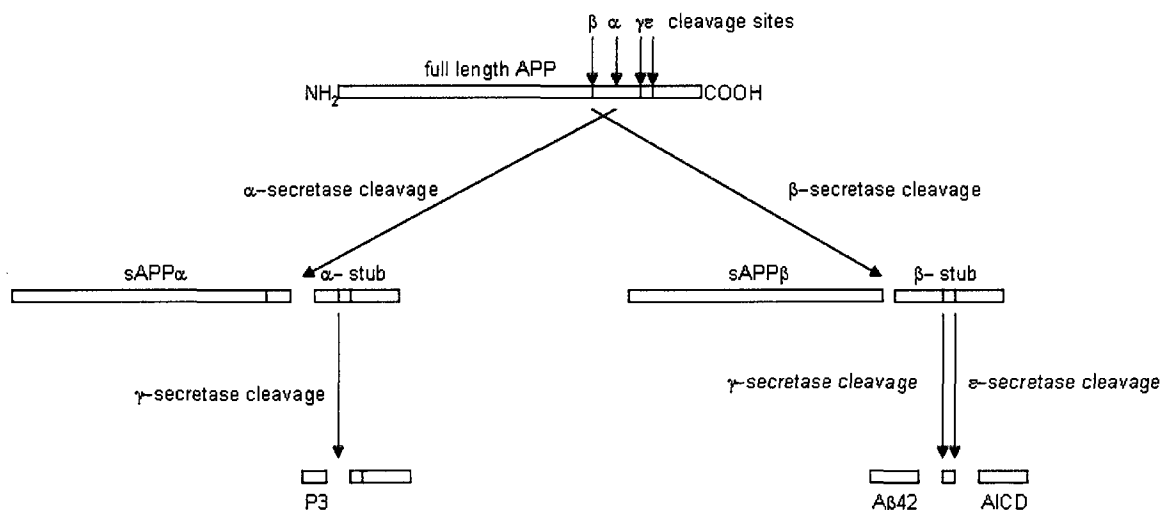 β α γε cleavage sites
full length APP
NH2 COOH
α-secretase cleavage β-secretase cleavage
sAPPα α- stub sAPPβ β- stub
γ-secretase cleavage γ-secretase cleavage ε-secretase cleavage
P3 Aβ42 AICD